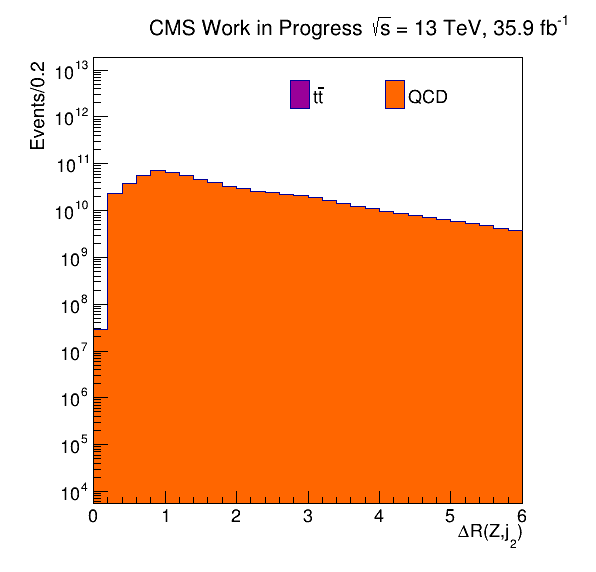 CMS Work in Progress √s = 13 TeV, 35.9 fb⁻¹
Events/0.2
tt̄
QCD
10¹³
10¹²
10¹¹
10¹⁰
10⁹
10⁸
10⁷
10⁶
10⁵
10⁴
0 1 2 3 4 5 6
ΔR(Z,j₂)